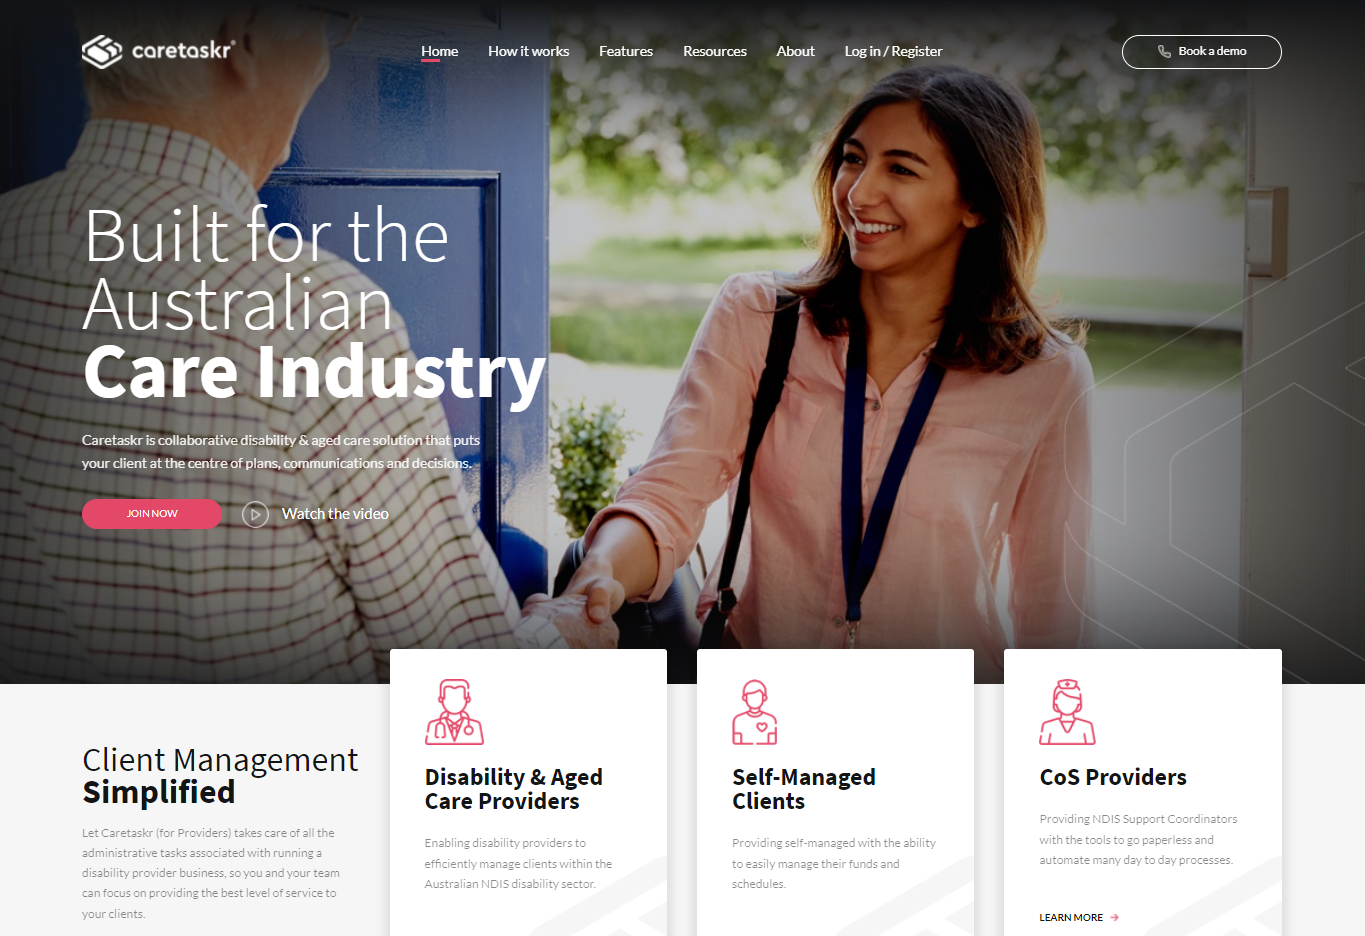 caretaskr®
Home
How it works
Features
Resources
About
Log in / Register
Book a demo
Built for the
Australian
Care Industry
Caretaskr is collaborative disability & aged care solution that puts
your client at the centre of plans, communications and decisions.
JOIN NOW
Watch the video
Client Management
Simplified
Let Caretaskr (for Providers) takes care of all the
administrative tasks associated with running a
disability provider business, so you and your team
can focus on providing the best level of service to
your clients.
Disability & Aged
Care Providers
Enabling disability providers to
efficiently manage clients within the
Australian NDIS disability sector.
Self-Managed
Clients
Providing self-managed with the ability
to easily manage their funds and
schedules.
CoS Providers
Providing NDIS Support Coordinators
with the tools to go paperless and
automate many day to day processes.
LEARN MORE